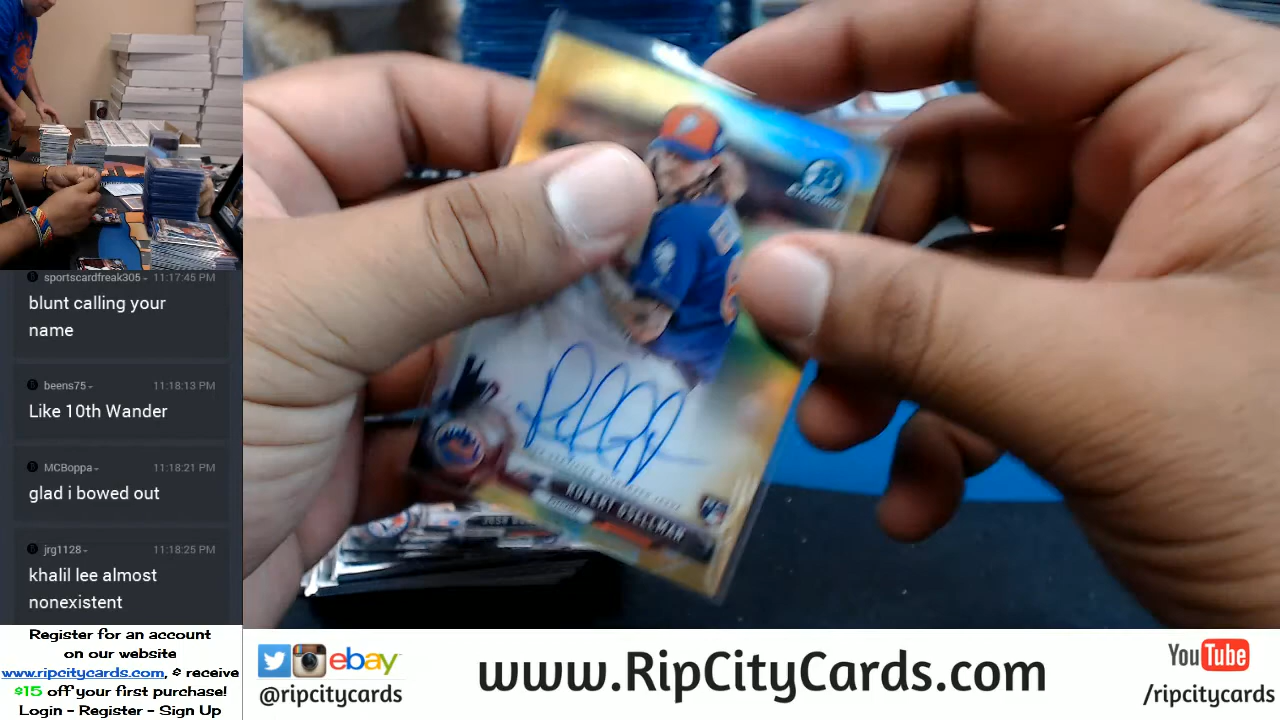 sportscardfreak305 - 11:17:45 PM
blunt calling your
name
beens75 - 11:18:13 PM
Like 10th Wander
MCBoppa - 11:18:21 PM
glad i bowed out
jrg1128 - 11:18:25 PM
khalil lee almost
nonexistent
Register for an account
on our website
www.ripcitycards.com, & receive
$15 off your first purchase!
Login - Register - Sign Up
CHROME
ROBERT GSELLMAN
ebay
@ripcitycards
www.RipCityCards.com
YouTube
/ripcitycards